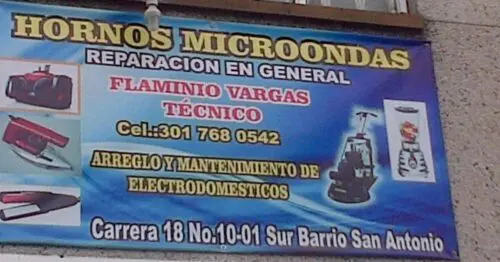 HORNOS MICROONDAS
REPARACION EN GENERAL
FLAMINIO VARGAS
TÉCNICO
Cel.:301 768 0542
ARREGLO Y MANTENIMIENTO DE
ELECTRODOMESTICOS
Carrera 18 No.10-01 Sur Barrio San Antonio